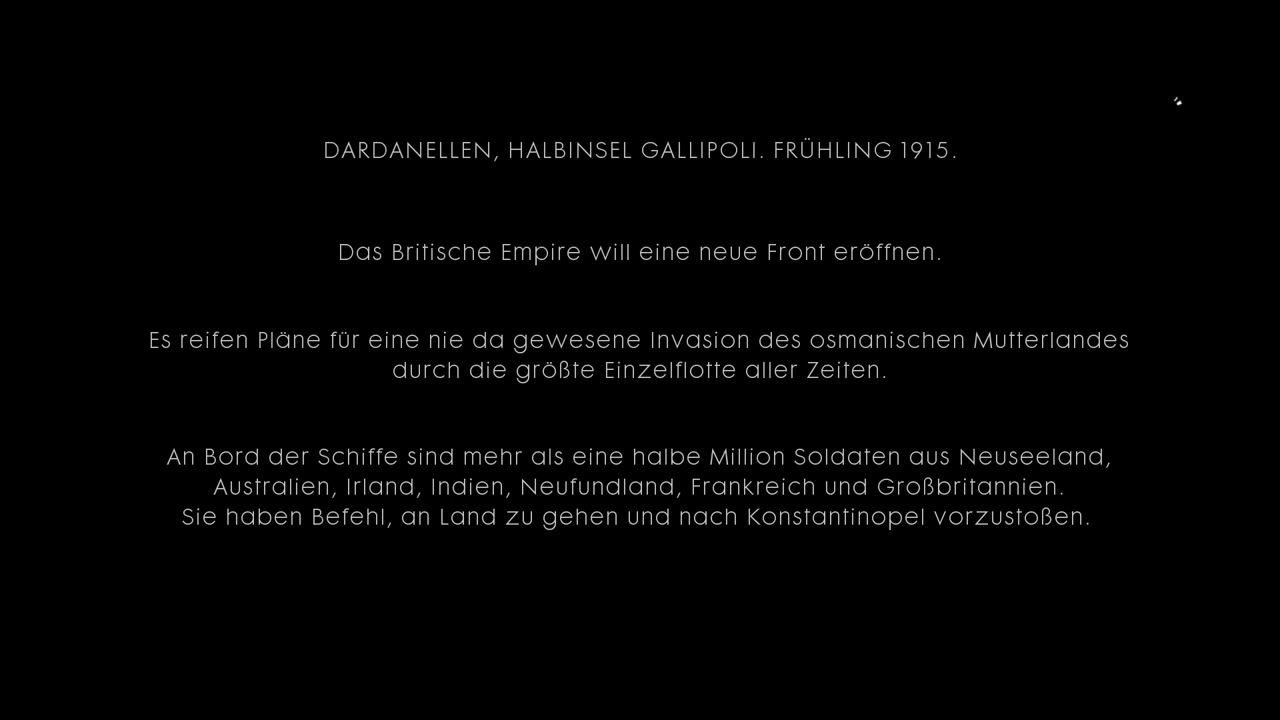 DARDANELLEN, HALBINSEL GALLIPOLI. FRÜHLING 1915.
Das Britische Empire will eine neue Front eröffnen.
Es reifen Pläne für eine nie da gewesene Invasion des osmanischen Mutterlandes
durch die größte Einzelflotte aller Zeiten.
An Bord der Schiffe sind mehr als eine halbe Million Soldaten aus Neuseeland,
Australien, Irland, Indien, Neufundland, Frankreich und Großbritannien.
Sie haben Befehl, an Land zu gehen und nach Konstantinopel vorzustoßen.